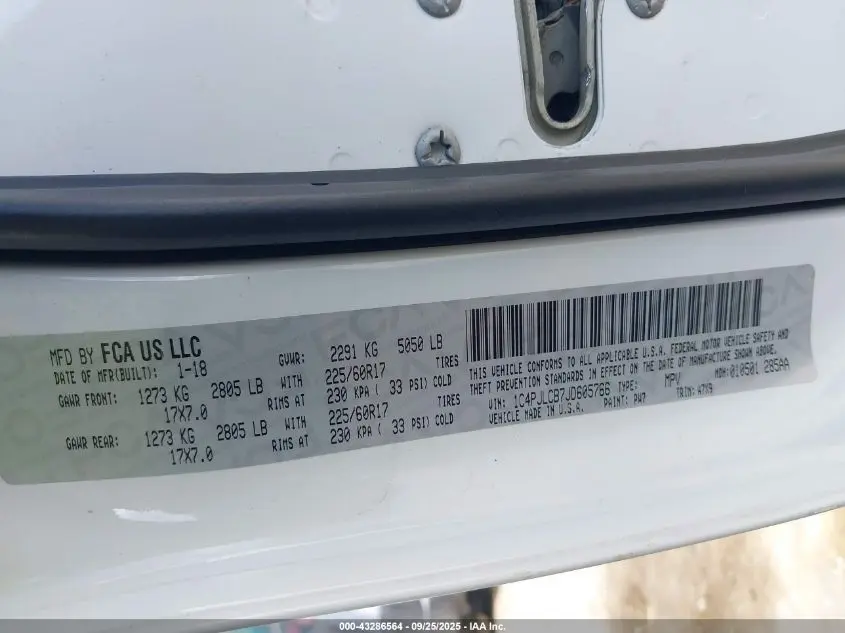 MFD BY FCA US LLC
DATE OF MFR(BUILT): 1-18
GVWR: 2291 KG 5050 LB
GAWR FRONT: 1273 KG 2805 LB WITH 225/60R17 TIRES
17X7.0 RIMS AT 230 KPA ( 33 PSI) COLD
GAWR REAR: 1273 KG 2805 LB WITH 225/60R17 TIRES
17X7.0 RIMS AT 230 KPA ( 33 PSI) COLD
THIS VEHICLE CONFORMS TO ALL APPLICABLE U.S.A. FEDERAL MOTOR VEHICLE SAFETY AND
THEFT PREVENTION STANDARDS IN EFFECT ON THE DATE OF MANUFACTURE SHOWN ABOVE.
VIN: 1C4PJLCB7JD605766 TYPE: MPV MDH:010501 285AA
VEHICLE MADE IN U.S.A. PAINT: PW7 TRIM: A7X9
000-43286564 - 09/25/2025 - IAA Inc.